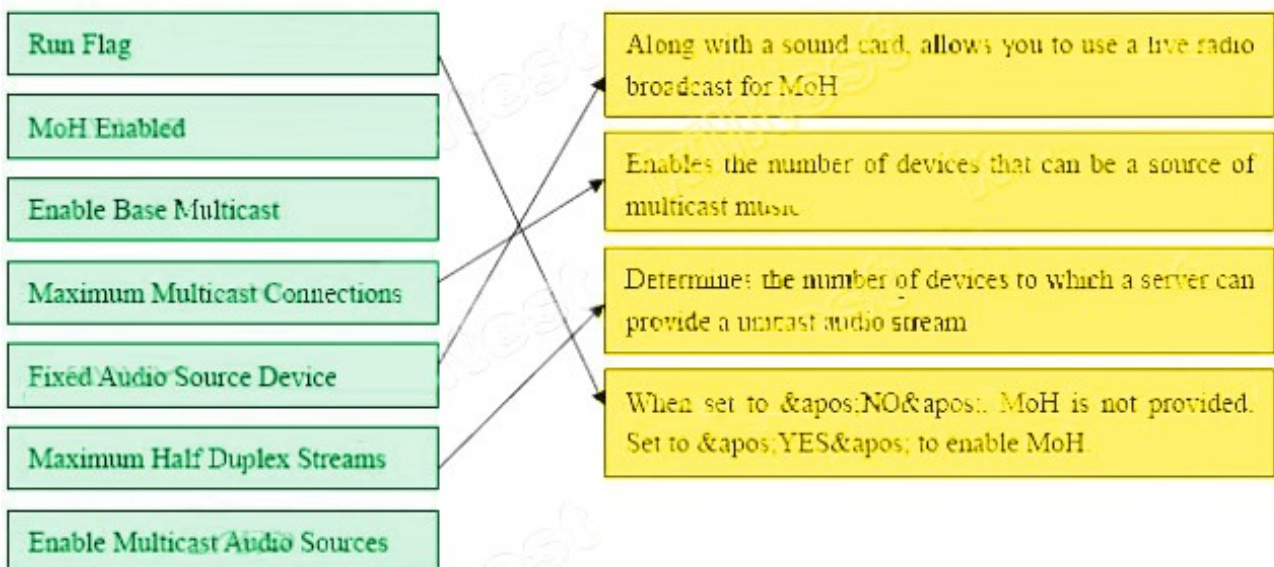 Run Flag
MoH Enabled
Enable Base Multicast
Maximum Multicast Connections
Fixed Audio Source Device
Maximum Half Duplex Streams
Enable Multicast Audio Sources
Along with a sound card, allows you to use a live radio
broadcast for MoH
Enables the number of devices that can be a source of
multicast music
Determines the number of devices to which a server can
provide a unicast audio stream
When set to &apos;NO&apos;. MoH is not provided.
Set to &apos;YES&apos; to enable MoH.